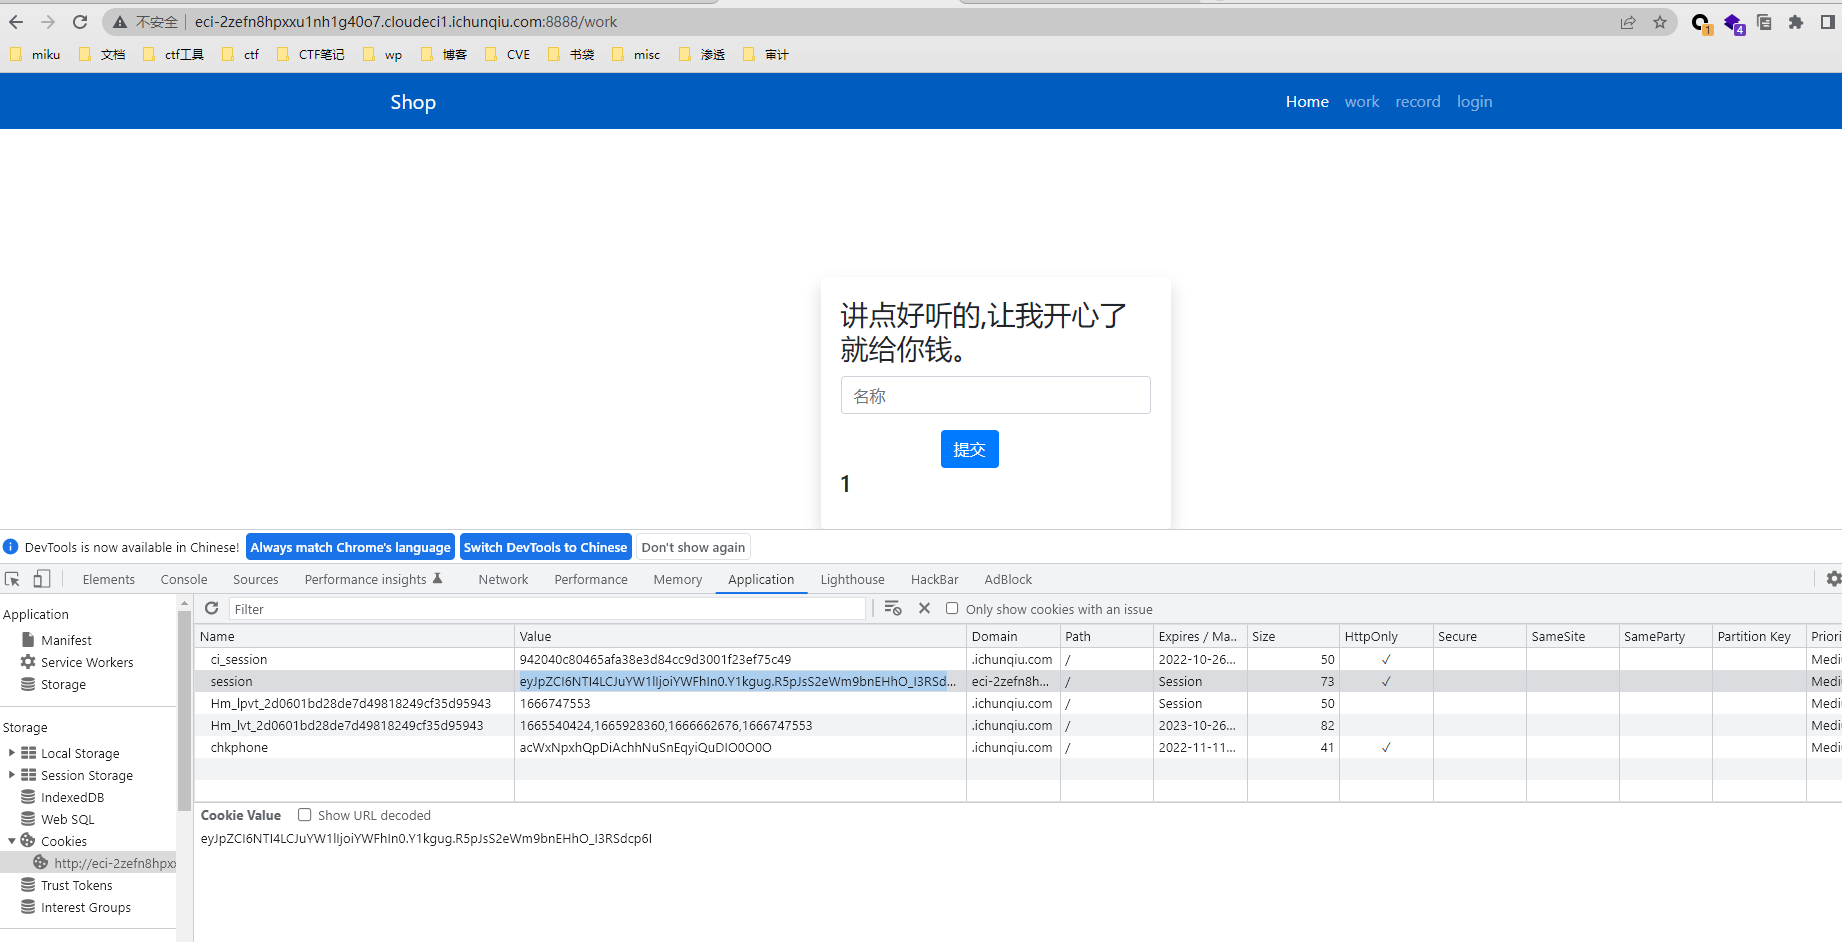 不安全 eci-2zefn8hpxxu1nh1g40o7.cloudeci1.ichunqiu.com:8888/work 1 4
miku 文档 ctf工具 ctf CTF笔记 wp 博客 CVE 书袋 misc 渗透 审计
Shop Home work record login
讲点好听的,让我开心了
就给你钱。
名称
提交
1
DevTools is now available in Chinese! Always match Chrome's language Switch DevTools to Chinese Don't show again
Elements Console Sources Performance insights Network Performance Memory Application Lighthouse HackBar AdBlock
Application
Manifest
Service Workers
Storage
Storage
Local Storage
Session Storage
IndexedDB
Web SQL
Cookies
http://eci-2zefn8hpxx
Trust Tokens
Interest Groups
Filter Only show cookies with an issue
Name Value Domain Path Expires / Ma.. Size HttpOnly Secure SameSite SameParty Partition Key Priori
ci_session 942040c80465afa38e3d84cc9d3001f23ef75c49 .ichunqiu.com / 2022-10-26... 50 ✓ Medi
session eyJpZCI6NTI4LCJuYW1lIjoiYWFhIn0.Y1kgug.R5pJsS2eWm9bnEHhO_I3RSd... eci-2zefn8h... / Session 73 ✓ Medi
Hm_lpvt_2d0601bd28de7d49818249cf35d95943 1666747553 .ichunqiu.com / Session 50 Medi
Hm_lvt_2d0601bd28de7d49818249cf35d95943 1665540424,1665928360,1666662676,1666747553 .ichunqiu.com / 2023-10-26... 82 Medi
chkphone acWxNpxhQpDiAchhNuSnEqyiQuDIO0O0O .ichunqiu.com / 2022-11-11... 41 ✓ Medi
Cookie Value Show URL decoded
eyJpZCI6NTI4LCJuYW1lIjoiYWFhIn0.Y1kgug.R5pJsS2eWm9bnEHhO_I3RSdcp6I